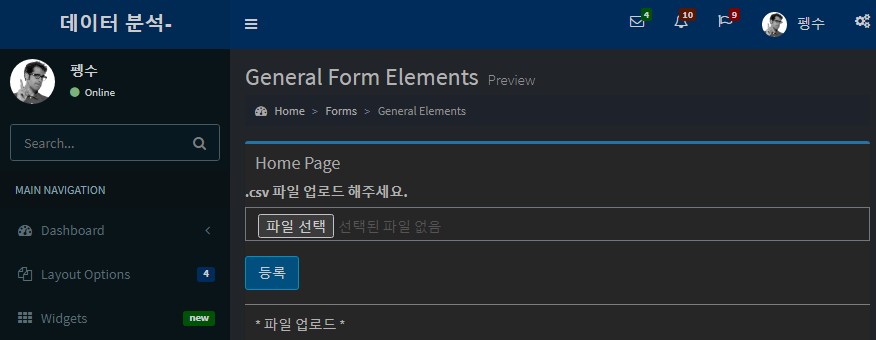 데이터 분석-
4
10
9
펭수
펭수
Online
Search...
MAIN NAVIGATION
Dashboard
Layout Options 4
Widgets new
General Form Elements Preview
Home > Forms > General Elements
Home Page
.csv 파일 업로드 해주세요.
파일 선택 선택된 파일 없음
등록
* 파일 업로드 *